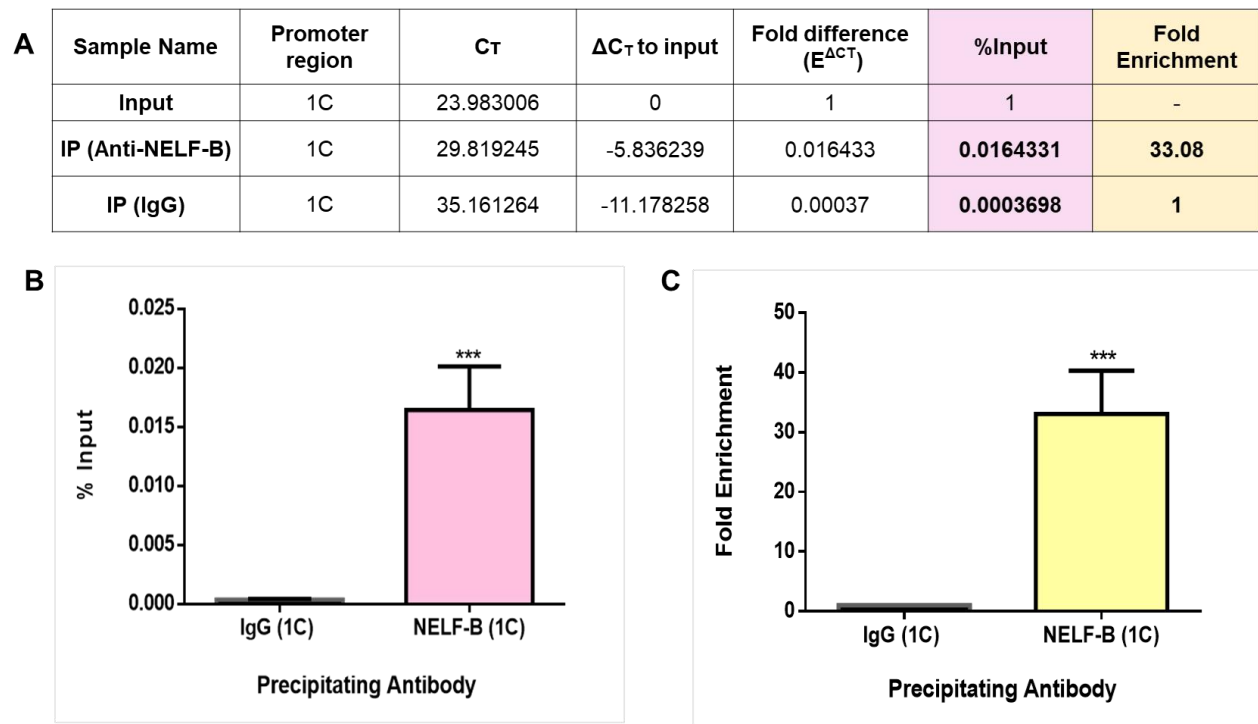 A
Sample Name Promoter region CT ΔCT to input Fold difference (E^ΔCT) %Input Fold Enrichment
Input 1C 23.983006 0 1 1 -
IP (Anti-NELF-B) 1C 29.819245 -5.836239 0.016433 0.0164331 33.08
IP (IgG) 1C 35.161264 -11.178258 0.00037 0.0003698 1
B
% Input
0.025
0.020
0.015
0.010
0.005
0.000
***
IgG (1C) NELF-B (1C)
Precipitating Antibody
C
Fold Enrichment
50
40
30
20
10
0
***
IgG (1C) NELF-B (1C)
Precipitating Antibody